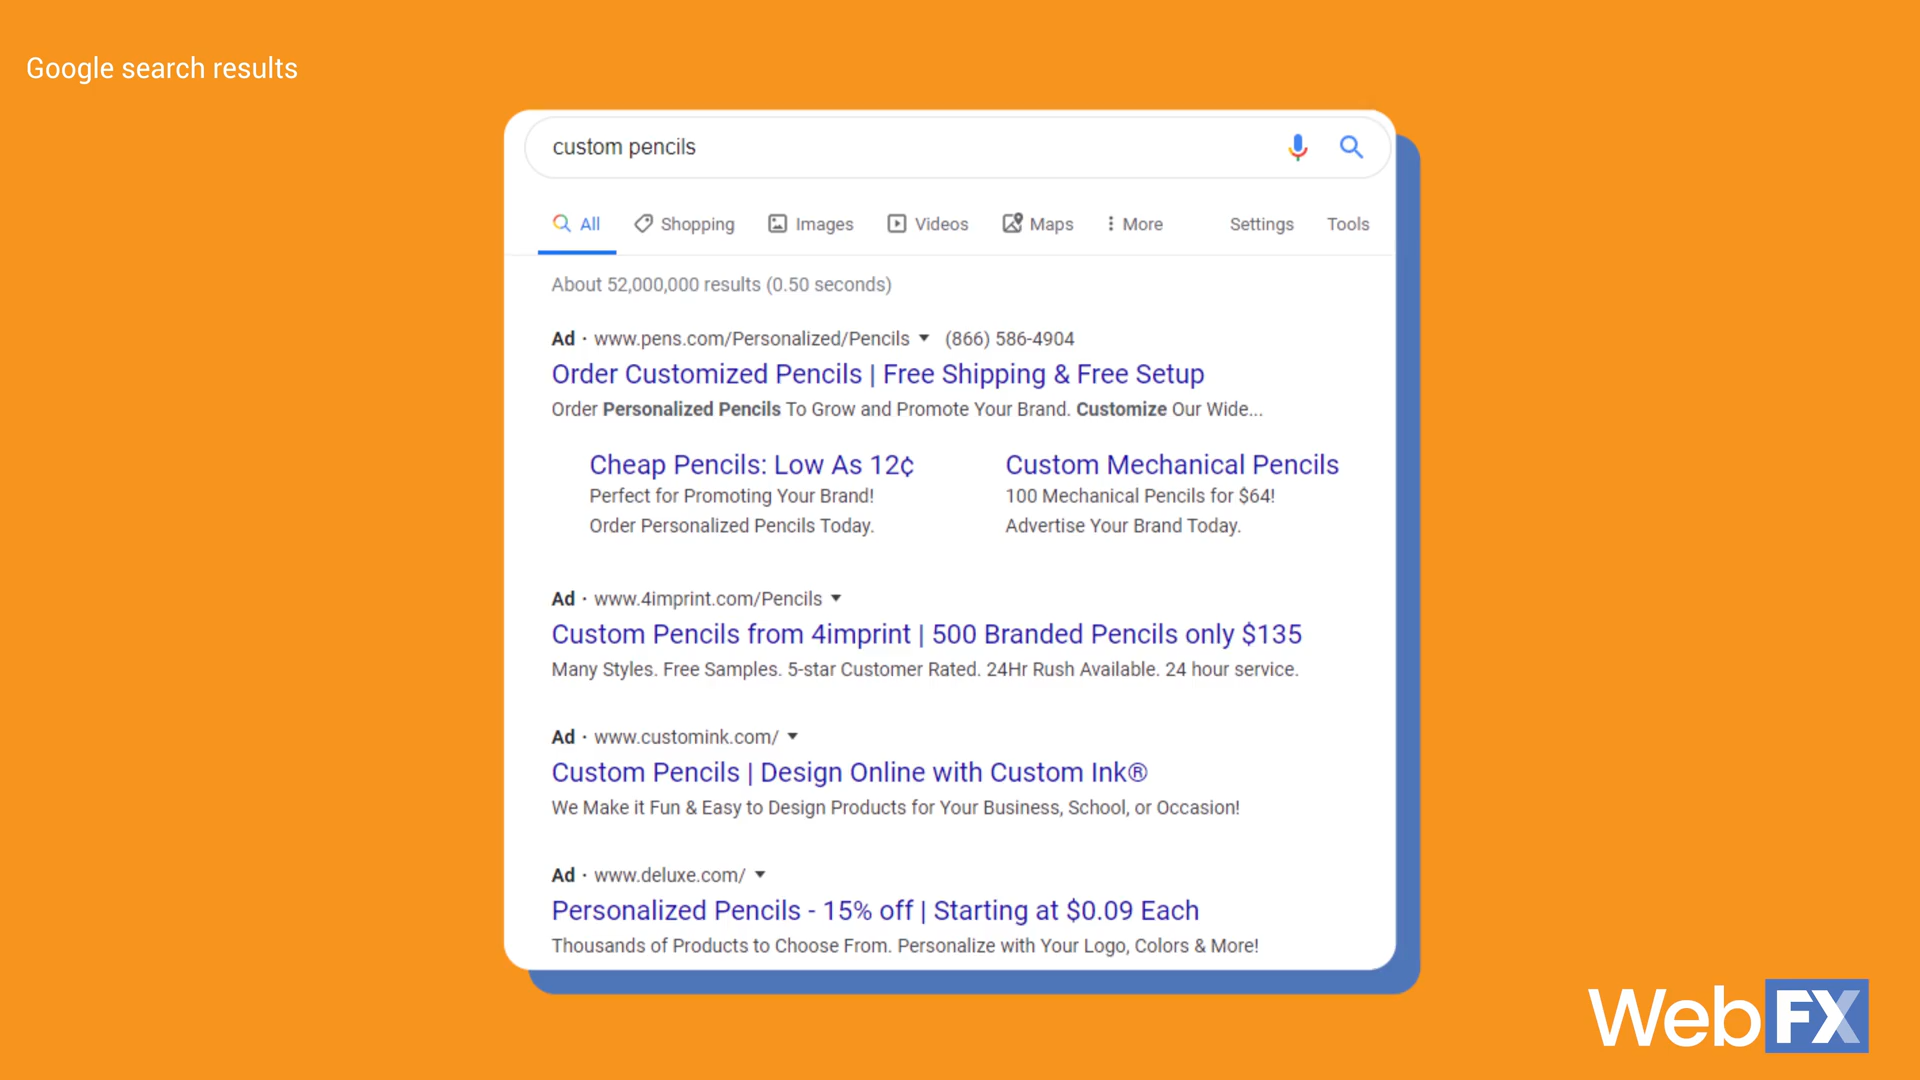 Google search results
custom pencils
All Shopping Images Videos Maps More Settings Tools
About 52,000,000 results (0.50 seconds)
Ad · www.pens.com/Personalized/Pencils (866) 586-4904
Order Customized Pencils | Free Shipping & Free Setup
Order Personalized Pencils To Grow and Promote Your Brand. Customize Our Wide...
Cheap Pencils: Low As 12¢
Perfect for Promoting Your Brand!
Order Personalized Pencils Today.
Custom Mechanical Pencils
100 Mechanical Pencils for $64!
Advertise Your Brand Today.
Ad · www.4imprint.com/Pencils
Custom Pencils from 4imprint | 500 Branded Pencils only $135
Many Styles. Free Samples. 5-star Customer Rated. 24Hr Rush Available. 24 hour service.
Ad · www.customink.com/
Custom Pencils | Design Online with Custom Ink®
We Make it Fun & Easy to Design Products for Your Business, School, or Occasion!
Ad · www.deluxe.com/
Personalized Pencils - 15% off | Starting at $0.09 Each
Thousands of Products to Choose From. Personalize with Your Logo, Colors & More!
WebFX